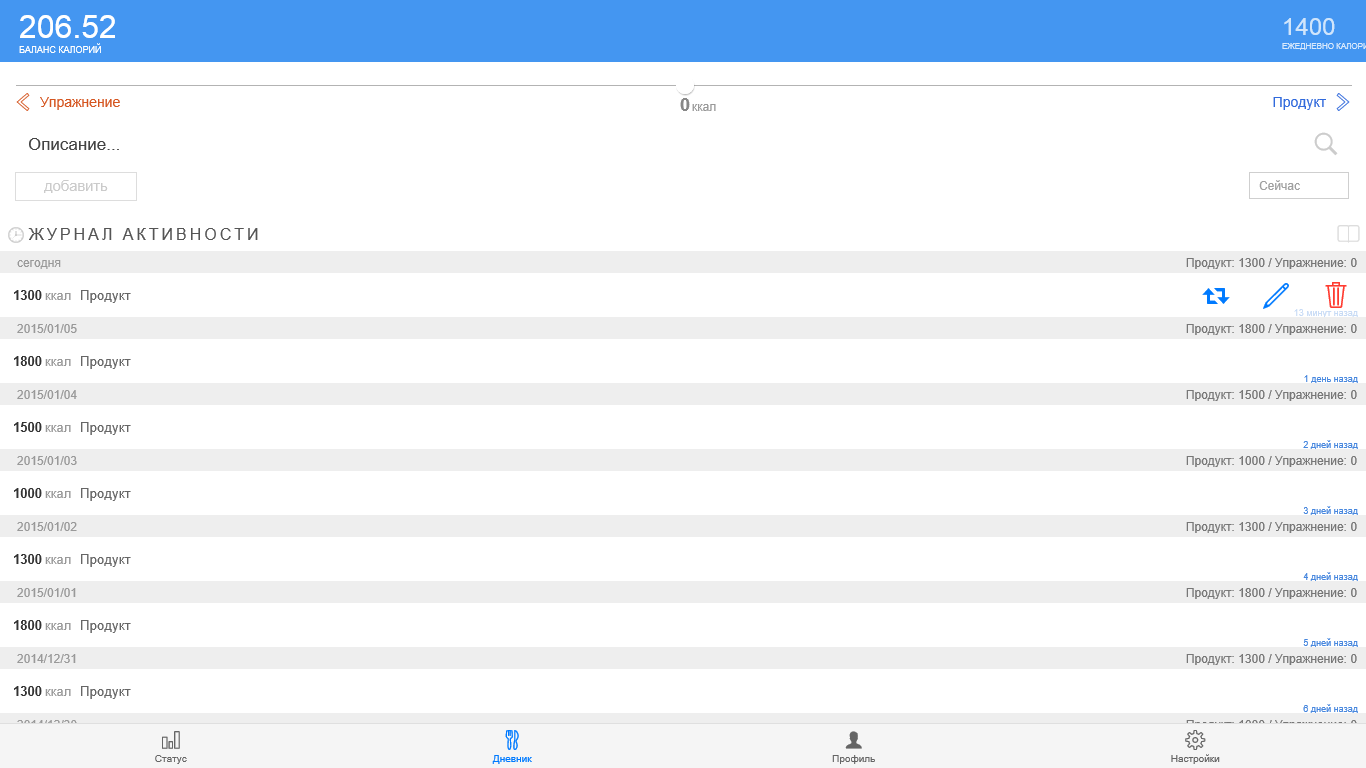 206.52
БАЛАНС КАЛОРИЙ
1400
ЕЖЕДНЕВНО КАЛОРИ
Упражнение
0 ккал
Продукт
Описание...
добавить
Сейчас
ЖУРНАЛ АКТИВНОСТИ
сегодня Продукт: 1300 / Упражнение: 0
1300 ккал Продукт
13 минут назад
2015/01/05 Продукт: 1800 / Упражнение: 0
1800 ккал Продукт
1 день назад
2015/01/04 Продукт: 1500 / Упражнение: 0
1500 ккал Продукт
2 дней назад
2015/01/03 Продукт: 1000 / Упражнение: 0
1000 ккал Продукт
3 дней назад
2015/01/02 Продукт: 1300 / Упражнение: 0
1300 ккал Продукт
4 дней назад
2015/01/01 Продукт: 1800 / Упражнение: 0
1800 ккал Продукт
5 дней назад
2014/12/31 Продукт: 1300 / Упражнение: 0
1300 ккал Продукт
6 дней назад
Статус Дневник Профиль Настройки